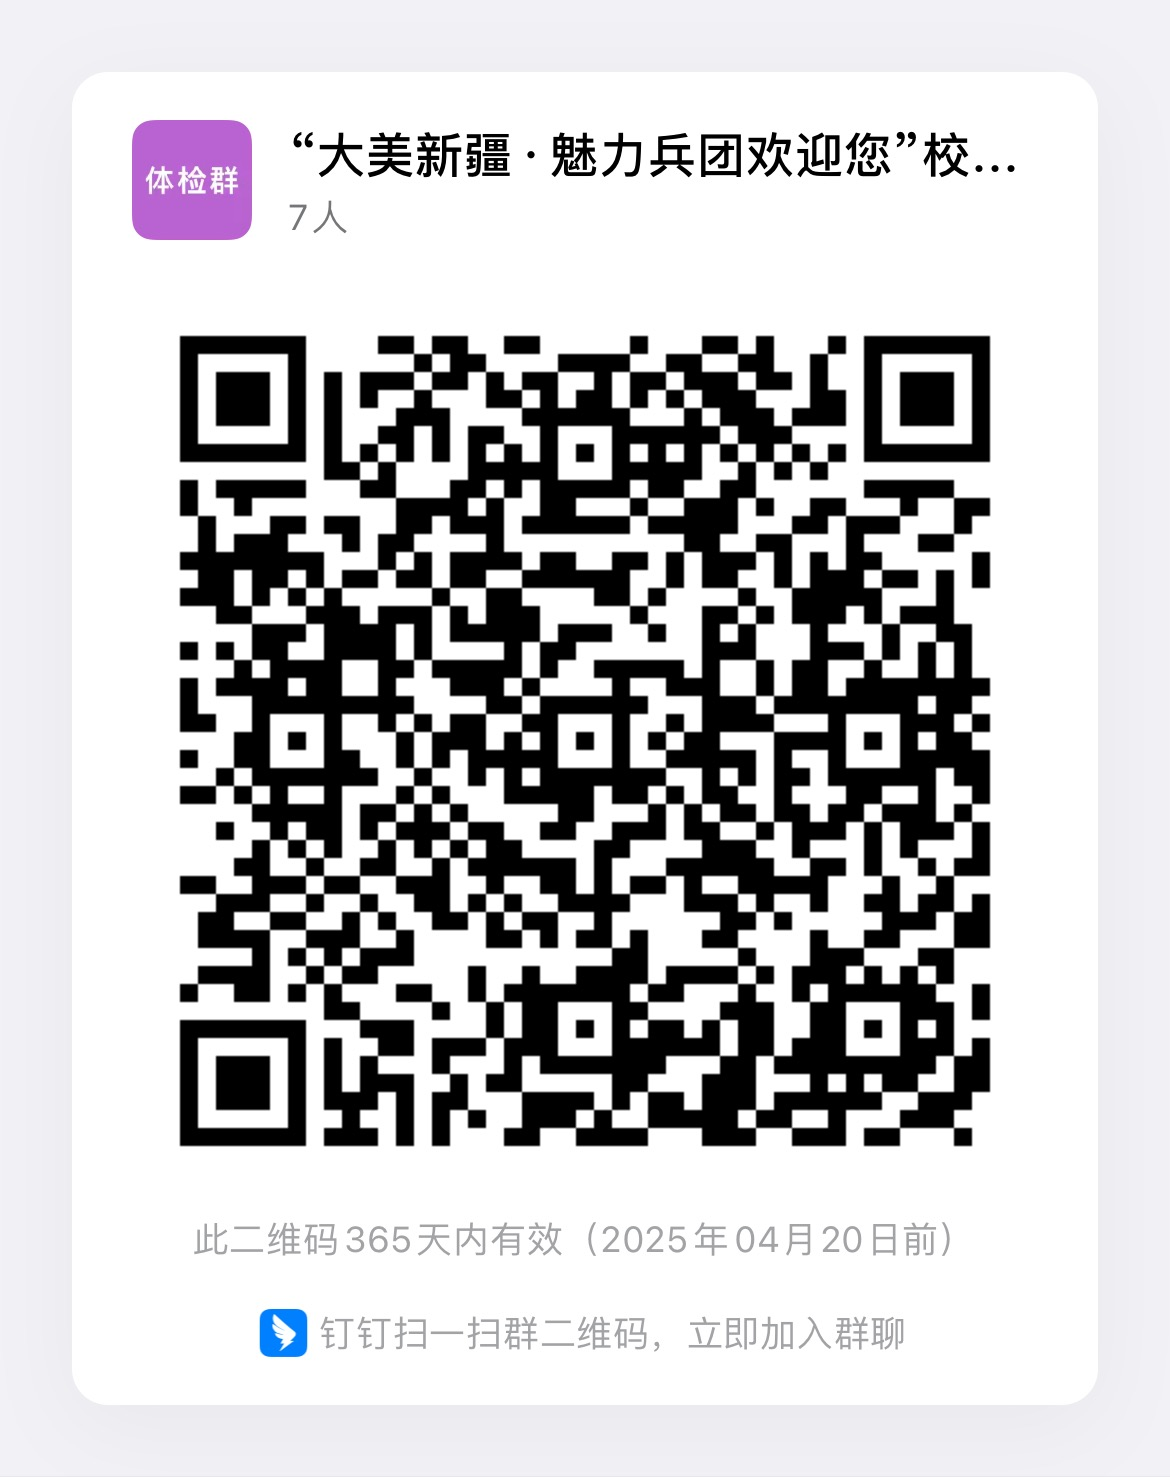 体检群
“大美新疆·魅力兵团欢迎您”校...
7人
此二维码365天内有效（2025年04月20日前）
钉钉扫一扫群二维码，立即加入群聊